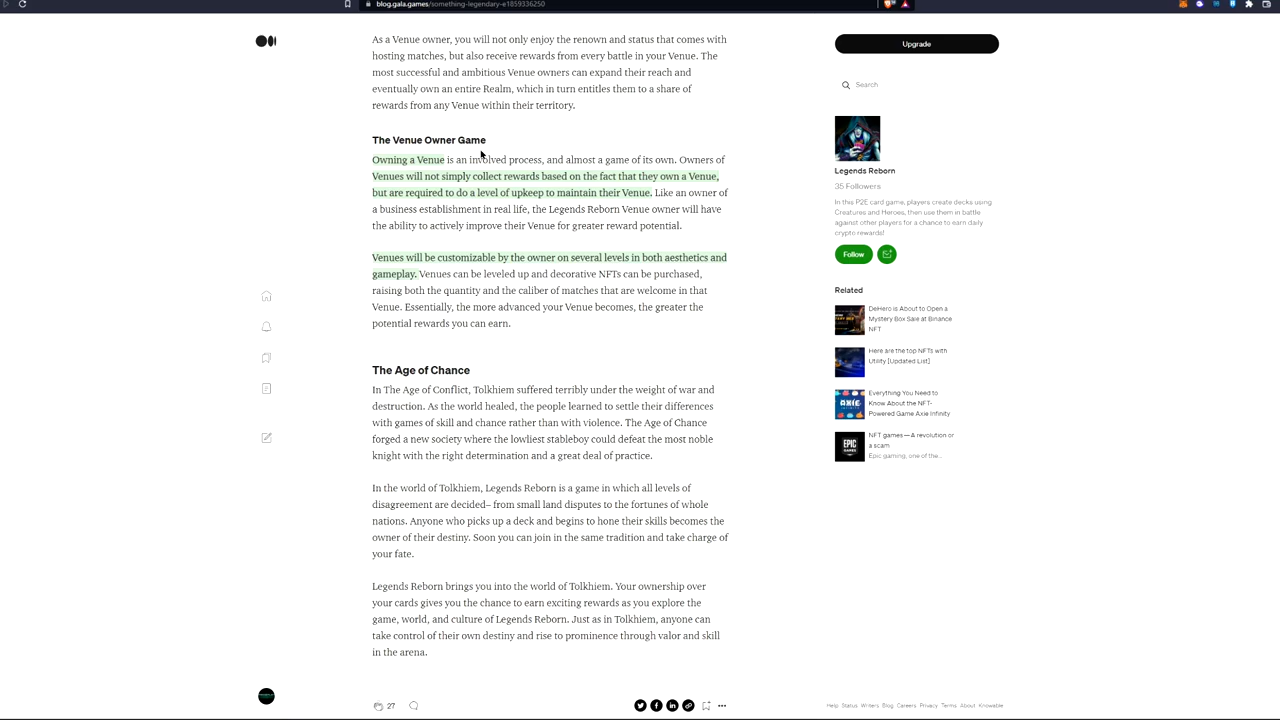 blog.gala.games/something-legendary-e1859336250
As a Venue owner, you will not only enjoy the renown and status that comes with
hosting matches, but also receive rewards from every battle in your Venue. The
most successful and ambitious Venue owners can expand their reach and
eventually own an entire Realm, which in turn entitles them to a share of
rewards from any Venue within their territory.
The Venue Owner Game
Owning a Venue is an involved process, and almost a game of its own. Owners of
Venues will not simply collect rewards based on the fact that they own a Venue,
but are required to do a level of upkeep to maintain their Venue. Like an owner of
a business establishment in real life, the Legends Reborn Venue owner will have
the ability to actively improve their Venue for greater reward potential.
Venues will be customizable by the owner on several levels in both aesthetics and
gameplay. Venues can be leveled up and decorative NFTs can be purchased,
raising both the quantity and the caliber of matches that are welcome in that
Venue. Essentially, the more advanced your Venue becomes, the greater the
potential rewards you can earn.
The Age of Chance
In The Age of Conflict, Tolkhiem suffered terribly under the weight of war and
destruction. As the world healed, the people learned to settle their differences
with games of skill and chance rather than with violence. The Age of Chance
forged a new society where the lowliest stableboy could defeat the most noble
knight with the right determination and a great deal of practice.
In the world of Tolkhiem, Legends Reborn is a game in which all levels of
disagreement are decided– from small land disputes to the fortunes of whole
nations. Anyone who picks up a deck and begins to hone their skills becomes the
owner of their destiny. Soon you can join in the same tradition and take charge of
your fate.
Legends Reborn brings you into the world of Tolkhiem. Your ownership over
your cards gives you the chance to earn exciting rewards as you explore the
game, world, and culture of Legends Reborn. Just as in Tolkhiem, anyone can
take control of their own destiny and rise to prominence through valor and skill
in the arena.
27
Upgrade
Search
Legends Reborn
35 Followers
In this P2E card game, players create decks using
Creatures and Heroes, then use them in battle
against other players for a chance to earn daily
crypto rewards!
Follow
Related
DeHero is About to Open a
Mystery Box Sale at Binance
NFT
Here are the top NFTs with
Utility [Updated List]
Everything You Need to
Know About the NFT-
Powered Game Axie Infinity
AXIE
NFT games — A revolution or
a scam
Epic gaming, one of the...
EPIC
GAMES
Help Status Writers Blog Careers Privacy Terms About Knowable